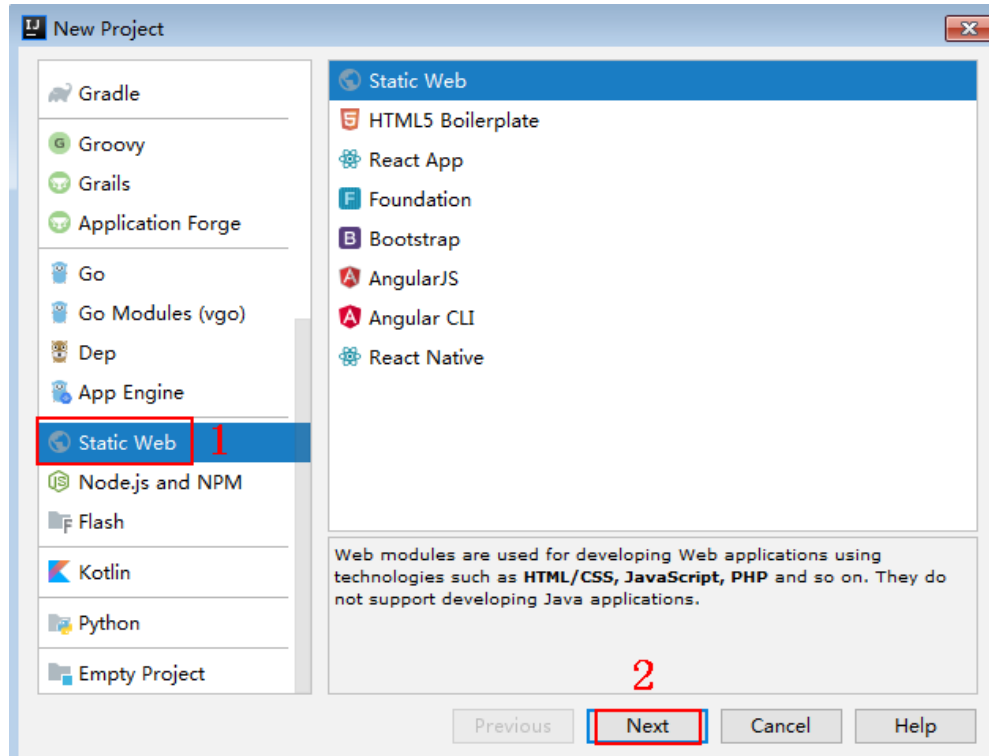 New Project
Gradle
Groovy
Grails
Application Forge
Go
Go Modules (vgo)
Dep
App Engine
Static Web 1
Node.js and NPM
Flash
Kotlin
Python
Empty Project
Static Web
HTML5 Boilerplate
React App
Foundation
Bootstrap
AngularJS
Angular CLI
React Native
Web modules are used for developing Web applications using
technologies such as HTML/CSS, JavaScript, PHP and so on. They do
not support developing Java applications.
2
Previous Next Cancel Help